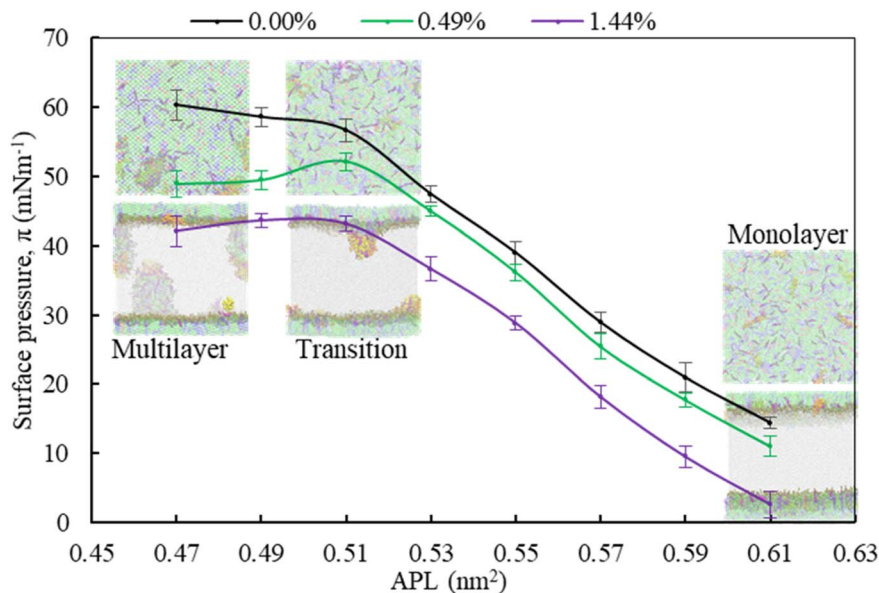 0.00% 0.49% 1.44%
70
60
50
40
30
20
10
0
Surface pressure, π (mNm⁻¹)
Multilayer
Transition
Monolayer
0.45 0.47 0.49 0.51 0.53 0.55 0.57 0.59 0.61 0.63
APL (nm²)